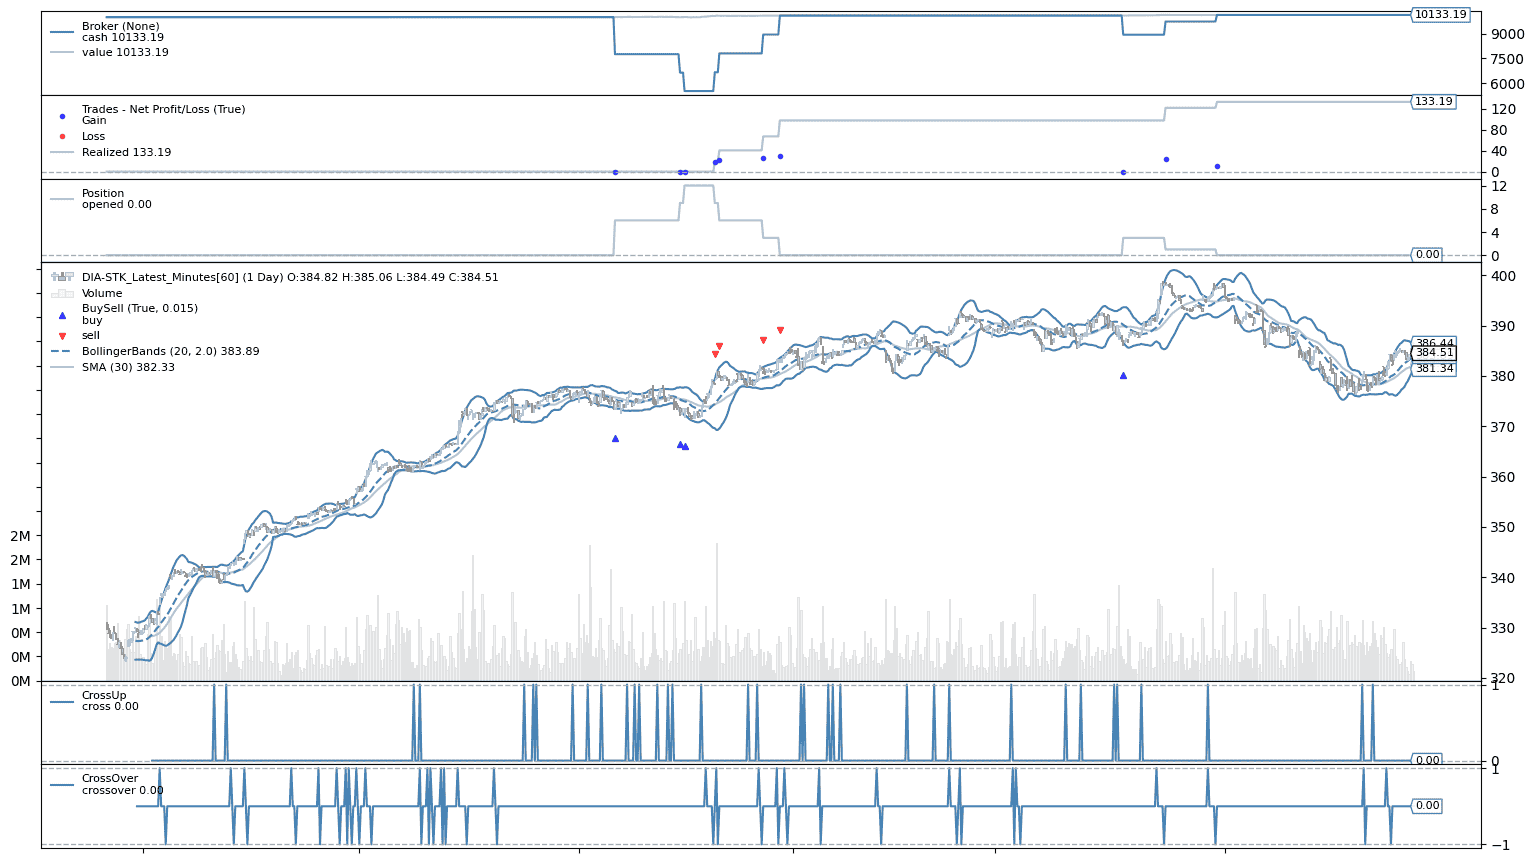 Broker (None)
cash 10133.19
value 10133.19
10133.19
9000
7500
6000
Trades - Net Profit/Loss (True)
Gain
Loss
Realized 133.19
133.19
120
80
40
0
Position
opened 0.00
12
8
4
0
0.00
DIA-STK_Latest_Minutes[60] (1 Day) O:384.82 H:385.06 L:384.49 C:384.51
Volume
BuySell (True, 0.015)
buy
sell
BollingerBands (20, 2.0) 383.89
SMA (30) 382.33
400
390
386.44
384.51
381.34
380
370
360
350
340
330
320
2M
2M
1M
1M
0M
0M
0M
CrossUp
cross 0.00
1
0
0.00
CrossOver
crossover 0.00
1
0.00
−1